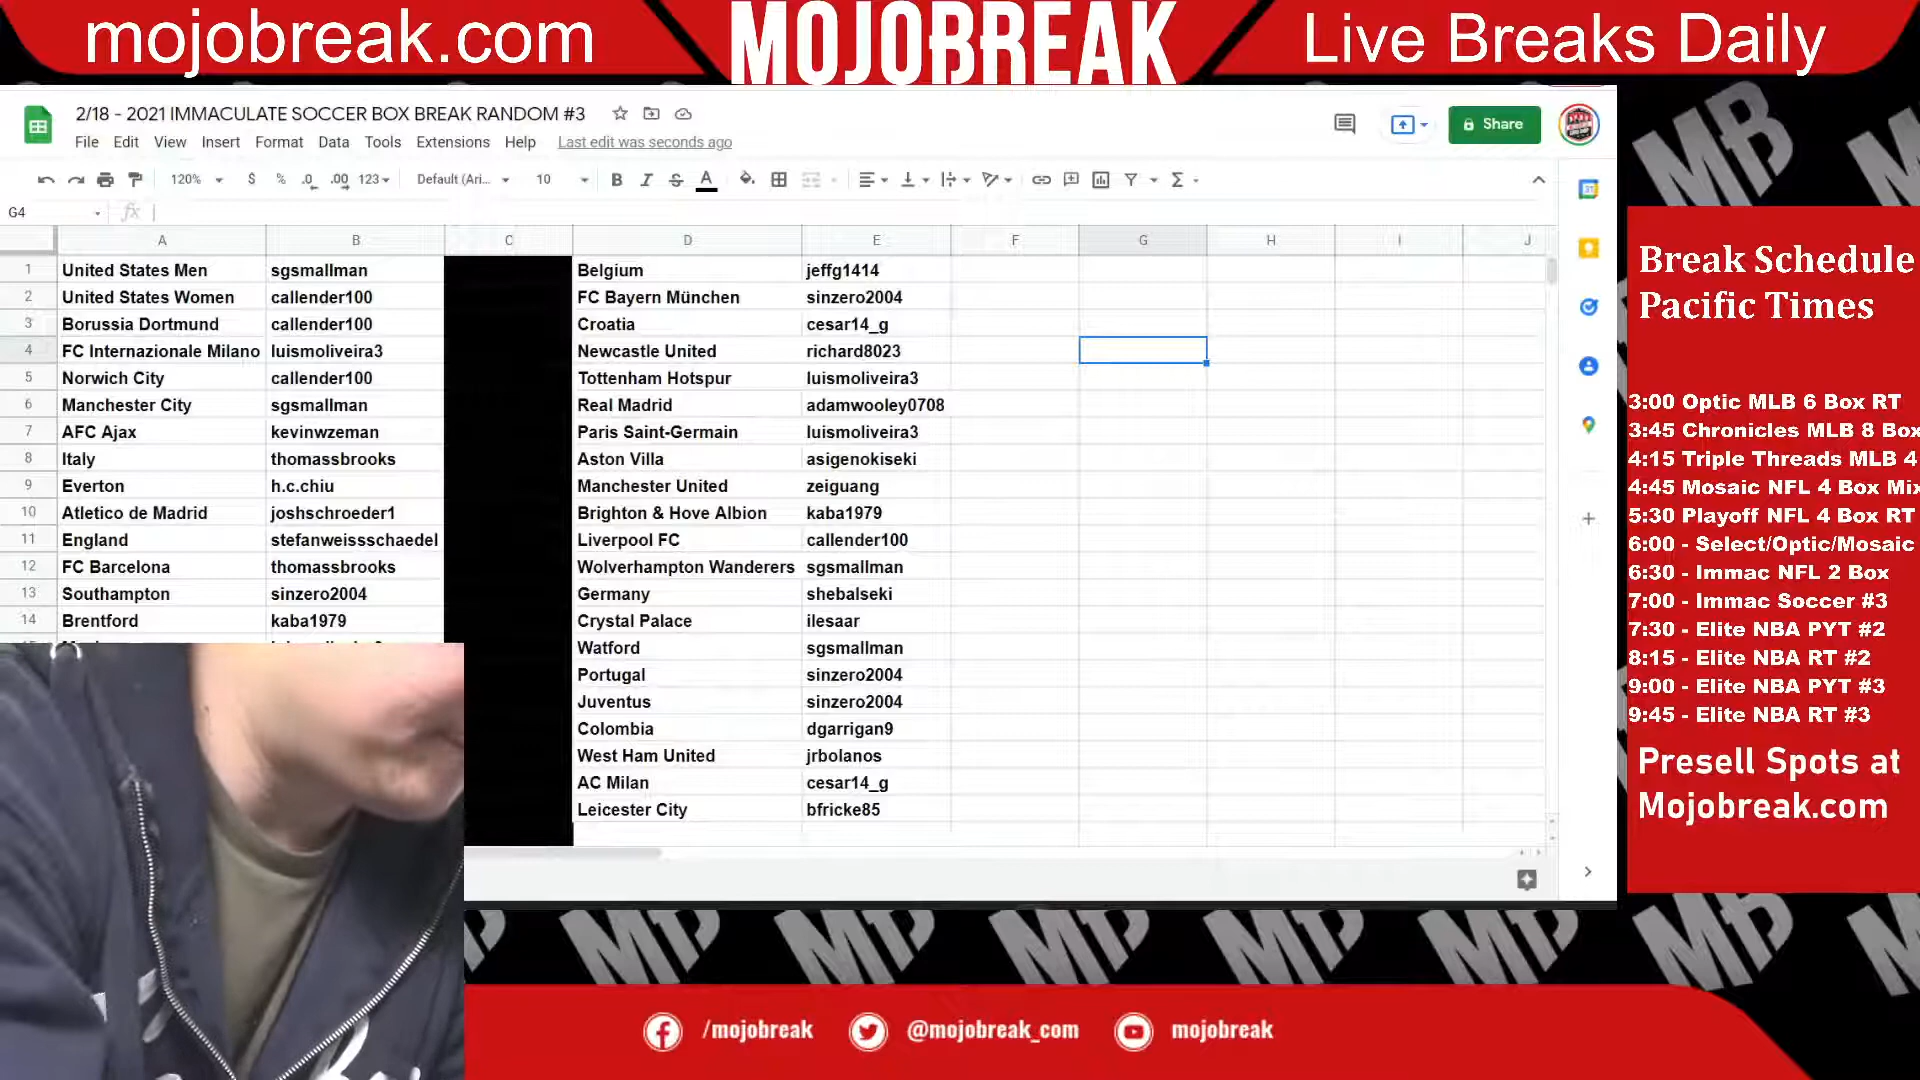 mojobreak.com
MOJOBREAK
Live Breaks Daily
2/18 - 2021 IMMACULATE SOCCER BOX BREAK RANDOM #3
Share
File Edit View Insert Format Data Tools Extensions Help Last edit was seconds ago
120% $ % .0 .00 123 Default (Ari... 10 B I S A Σ
G4 fx
A B C D E F G H I J
1 United States Men sgsmallman Belgium jeffg1414
2 United States Women callender100 FC Bayern München sinzero2004
3 Borussia Dortmund callender100 Croatia cesar14_g
4 FC Internazionale Milano luismoliveira3 Newcastle United richard8023
5 Norwich City callender100 Tottenham Hotspur luismoliveira3
6 Manchester City sgsmallman Real Madrid adamwooley0708
7 AFC Ajax kevinwzeman Paris Saint-Germain luismoliveira3
8 Italy thomassbrooks Aston Villa asigenokiseki
9 Everton h.c.chiu Manchester United zeiguang
10 Atletico de Madrid joshschroeder1 Brighton & Hove Albion kaba1979
11 England stefanweissschaedel Liverpool FC callender100
12 FC Barcelona thomassbrooks Wolverhampton Wanderers sgsmallman
13 Southampton sinzero2004 Germany shebalseki
14 Brentford kaba1979 Crystal Palace ilesaar
Watford sgsmallman
Portugal sinzero2004
Juventus sinzero2004
Colombia dgarrigan9
West Ham United jrbolanos
AC Milan cesar14_g
Leicester City bfricke85
Break Schedule
Pacific Times
3:00 Optic MLB 6 Box RT
3:45 Chronicles MLB 8 Box
4:15 Triple Threads MLB 4
4:45 Mosaic NFL 4 Box Mix
5:30 Playoff NFL 4 Box RT
6:00 - Select/Optic/Mosaic
6:30 - Immac NFL 2 Box
7:00 - Immac Soccer #3
7:30 - Elite NBA PYT #2
8:15 - Elite NBA RT #2
9:00 - Elite NBA PYT #3
9:45 - Elite NBA RT #3
Presell Spots at
Mojobreak.com
/mojobreak @mojobreak_com mojobreak